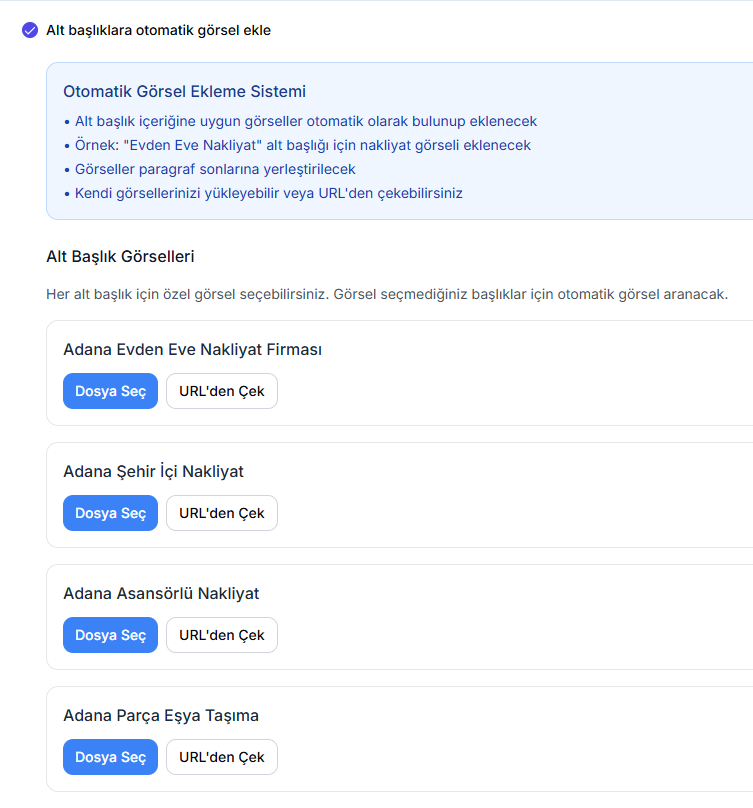 Alt başlıklara otomatik görsel ekle
Otomatik Görsel Ekleme Sistemi
• Alt başlık içeriğine uygun görseller otomatik olarak bulunup eklenecek
• Örnek: "Evden Eve Nakliyat" alt başlığı için nakliyat görseli eklenecek
• Görseller paragraf sonlarına yerleştirilecek
• Kendi görsellerinizi yükleyebilir veya URL'den çekebilirsiniz
Alt Başlık Görselleri
Her alt başlık için özel görsel seçebilirsiniz. Görsel seçmediğiniz başlıklar için otomatik görsel aranacak.
Adana Evden Eve Nakliyat Firması
Dosya Seç URL'den Çek
Adana Şehir İçi Nakliyat
Dosya Seç URL'den Çek
Adana Asansörlü Nakliyat
Dosya Seç URL'den Çek
Adana Parça Eşya Taşıma
Dosya Seç URL'den Çek